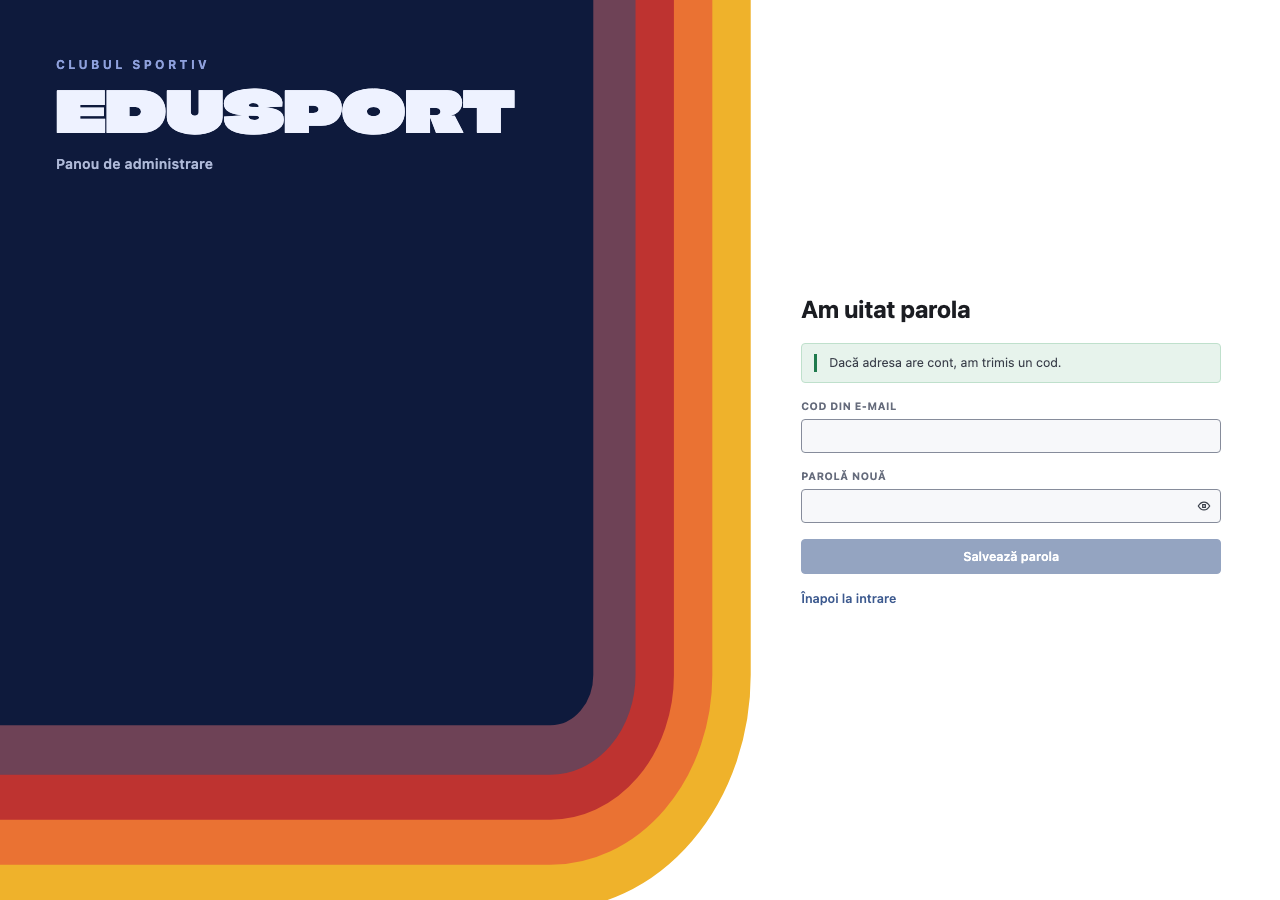 CLUBUL SPORTIV
EDUSPORT
Panou de administrare
Am uitat parola
Dacă adresa are cont, am trimis un cod.
COD DIN E-MAIL
PAROLĂ NOUĂ
Salvează parola
Înapoi la intrare